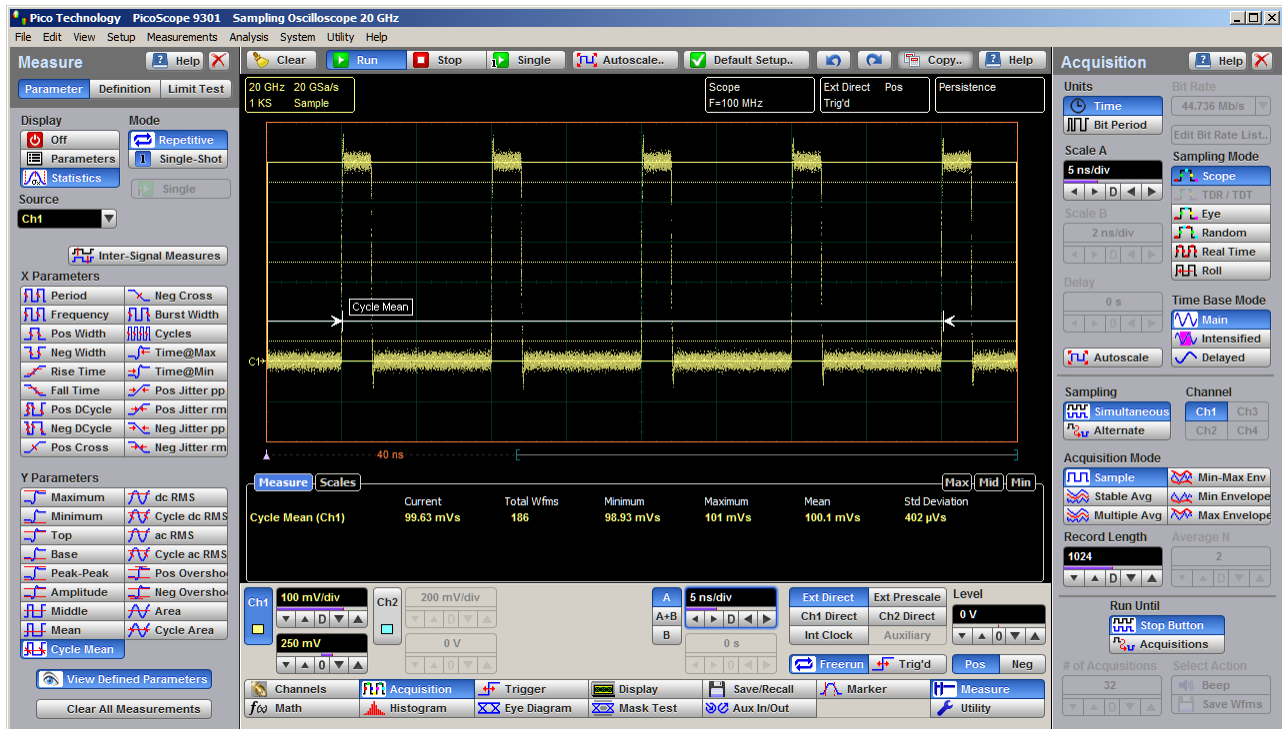 Pico Technology PicoScope 9301 Sampling Oscilloscope 20 GHz
File Edit View Setup Measurements Analysis System Utility Help
Measure Help
Parameter Definition Limit Test
Display Mode
Off Repetitive
Parameters Single-Shot
Statistics
Single
Source
Ch1
Inter-Signal Measures
X Parameters
Period Neg Cross
Frequency Burst Width
Pos Width Cycles
Neg Width Time@Max
Rise Time Time@Min
Fall Time Pos Jitter pp
Pos DCycle Pos Jitter rm
Neg DCycle Neg Jitter pp
Pos Cross Neg Jitter rm
Y Parameters
Maximum dc RMS
Minimum Cycle dc RMS
Top ac RMS
Base Cycle ac RMS
Peak-Peak Pos Oversho
Amplitude Neg Oversho
Middle Area
Mean Cycle Area
Cycle Mean
View Defined Parameters
Clear All Measurements
Clear Run Stop Single Autoscale.. Default Setup.. Copy.. Help
20 GHz 20 GSa/s
1 KS Sample
Scope
F=100 MHz
Ext Direct Pos
Trig'd
Persistence
Cycle Mean
C1
40 ns
Measure Scales Max Mid Min
Current Total Wfms Minimum Maximum Mean Std Deviation
Cycle Mean (Ch1) 99.63 mVs 186 98.93 mVs 101 mVs 100.1 mVs 402 µVs
Ch1 100 mV/div Ch2 200 mV/div
D D
250 mV 0 V
0 0
A 5 ns/div
A+B D
B 0 s
0
Ext Direct Ext Prescale Level
Ch1 Direct Ch2 Direct 0 V
Int Clock Auxiliary 0
Freerun Trig'd Pos Neg
Channels Acquisition Trigger Display Save/Recall Marker Measure
f(x) Math Histogram Eye Diagram Mask Test Aux In/Out Utility
Acquisition Help
Units Bit Rate
Time 44.736 Mb/s
Bit Period Edit Bit Rate List..
Scale A Sampling Mode
5 ns/div Scope
D TDR / TDT
Scale B Eye
2 ns/div Random
D Real Time
Roll
Delay
0 s Time Base Mode
0 Main
Intensified
Autoscale Delayed
Sampling Channel
Simultaneous Ch1 Ch3
Alternate Ch2 Ch4
Acquisition Mode
Sample Min-Max Env
Stable Avg Min Envelope
Multiple Avg Max Envelope
Record Length Average N
1024 2
D D
Run Until
Stop Button
Acquisitions
# of Acquisitions Select Action
32 Beep
D Save Wfms